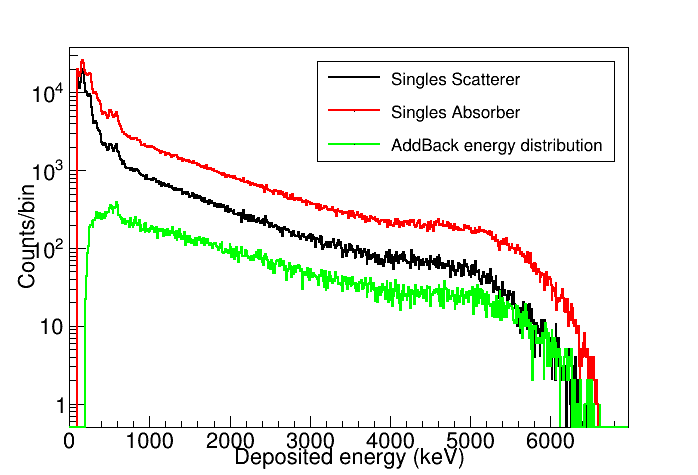 Singles Scatterer
Singles Absorber
AddBack energy distribution
Counts/bin
10^4
10^3
10^2
10
1
0 1000 2000 3000 4000 5000 6000
Deposited energy (keV)